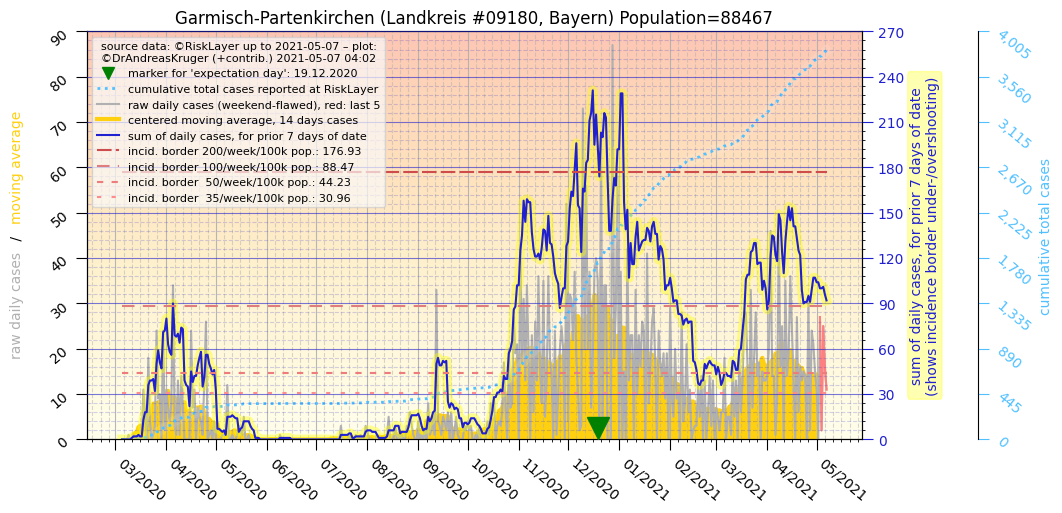 Garmisch-Partenkirchen (Landkreis #09180, Bayern) Population=88467
source data: ©RiskLayer up to 2021-05-07 – plot:
©DrAndreasKruger (+contrib.) 2021-05-07 04:02
marker for 'expectation day': 19.12.2020
cumulative total cases reported at RiskLayer
raw daily cases (weekend-flawed), red: last 5
centered moving average, 14 days cases
sum of daily cases, for prior 7 days of date
incid. border 200/week/100k pop.: 176.93
incid. border 100/week/100k pop.: 88.47
incid. border  50/week/100k pop.: 44.23
incid. border  35/week/100k pop.: 30.96
raw daily cases   /   moving average
90
80
70
60
50
40
30
20
10
0
03/2020
04/2020
05/2020
06/2020
07/2020
08/2020
09/2020
10/2020
11/2020
12/2020
01/2021
02/2021
03/2021
04/2021
05/2021
270
240
210
180
150
120
90
60
30
0
sum of daily cases, for prior 7 days of date
(shows incidence border under-/overshooting)
4,005
3,560
3,115
2,670
2,225
1,780
1,335
890
445
0
cumulative total cases